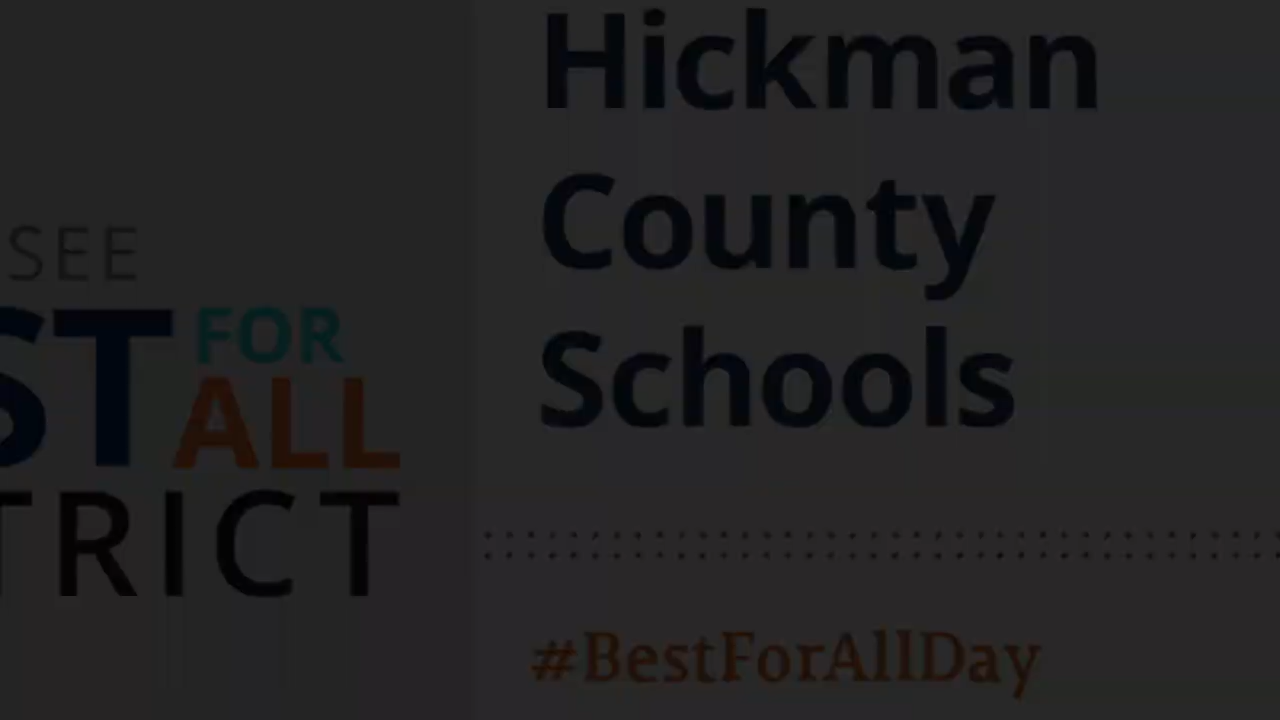 SEE
ST FOR
ALL
TRICT
Hickman
County
Schools
#BestForAllDay